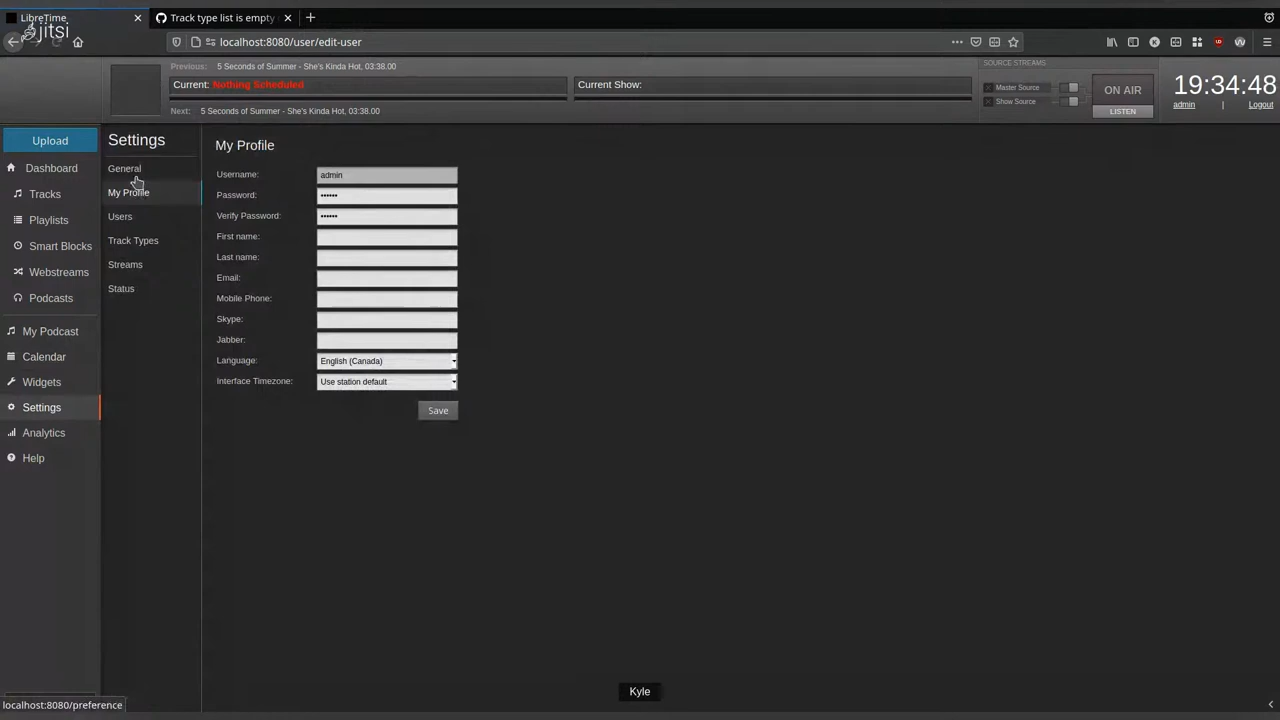 LibreTime
Track type list is empty
jitsi
localhost:8080/user/edit-user
Previous: 5 Seconds of Summer - She's Kinda Hot, 03:38.00
Current: Nothing Scheduled
Next: 5 Seconds of Summer - She's Kinda Hot, 03:38.00
Current Show:
SOURCE STREAMS
Master Source
Show Source
ON AIR
LISTEN
19:34:48
admin | Logout
Upload
Dashboard
Tracks
Playlists
Smart Blocks
Webstreams
Podcasts
My Podcast
Calendar
Widgets
Settings
Analytics
Help
Settings
General
My Profile
Users
Track Types
Streams
Status
My Profile
Username: admin
Password: ••••••
Verify Password: ••••••
First name:
Last name:
Email:
Mobile Phone:
Skype:
Jabber:
Language: English (Canada)
Interface Timezone: Use station default
Save
Kyle
localhost:8080/preference